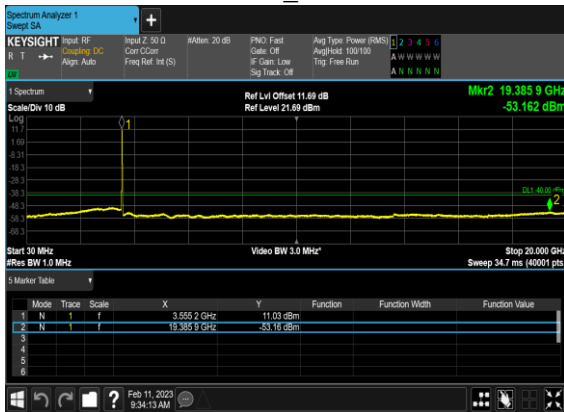 Spectrum Analyzer 1
Swept SA
+
KEYSIGHT Input: RF Input Z: 50 Ω #Atten: 20 dB PNO: Fast Avg Type: Power (RMS) 1 2 3 4 5 6
R T Coupling: DC Corr CCorr Gate: Off Avg|Hold: 100/100 A W W W W W
Align: Auto Freq Ref: Int (S) IF Gain: Low Trig: Free Run
LW Sig Track: Off A N N N N N
1 Spectrum Ref Lvl Offset 11.69 dB Mkr2 19.385 9 GHz
Scale/Div 10 dB Ref Level 21.69 dBm -53.162 dBm
Log
11.7 1
1.69
-8.31
-18.3
-28.3
-38.3 DL1 -40.00 dBm
-48.3 2
-58.3
-68.3
Start 30 MHz Video BW 3.0 MHz* Stop 20.000 GHz
#Res BW 1.0 MHz Sweep 34.7 ms (40001 pts)
5 Marker Table
Mode Trace Scale X Y Function Function Width Function Value
1 N 1 f 3.555 2 GHz 11.03 dBm
2 N 1 f 19.385 9 GHz -53.16 dBm
3
4
5
6
? Feb 11, 2023
9:34:13 AM